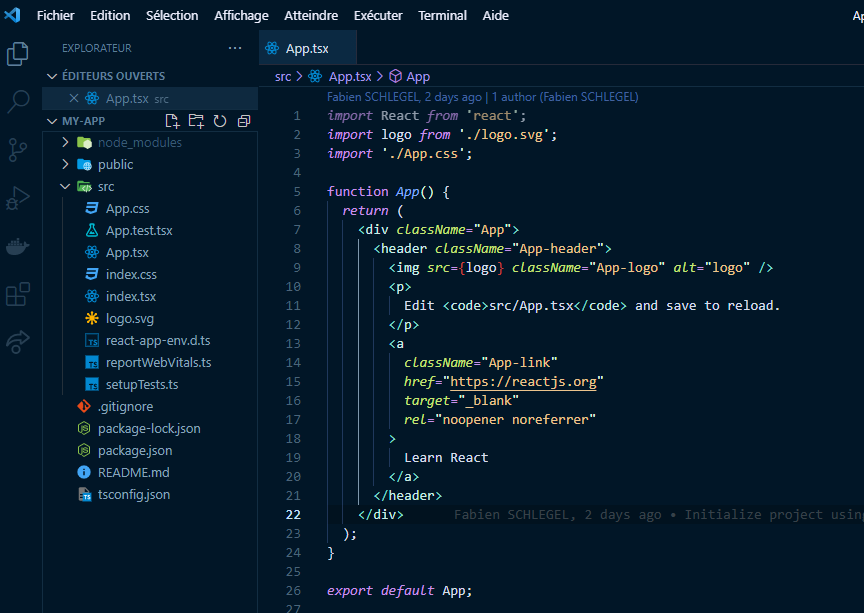 Fichier Edition Sélection Affichage Atteindre Exécuter Terminal Aide
EXPLORATEUR
ÉDITEURS OUVERTS
App.tsx src
MY-APP
node_modules
public
src
App.css
App.test.tsx
App.tsx
index.css
index.tsx
logo.svg
react-app-env.d.ts
reportWebVitals.ts
setupTests.ts
.gitignore
package-lock.json
package.json
README.md
tsconfig.json
App.tsx
src > App.tsx > App
Fabien SCHLEGEL, 2 days ago | 1 author (Fabien SCHLEGEL)
1 import React from 'react';
2 import logo from './logo.svg';
3 import './App.css';
4
5 function App() {
6 return (
7 <div className="App">
8 <header className="App-header">
9 <img src={logo} className="App-logo" alt="logo" />
10 <p>
11 Edit <code>src/App.tsx</code> and save to reload.
12 </p>
13 <a
14 className="App-link"
15 href="https://reactjs.org"
16 target="_blank"
17 rel="noopener noreferrer"
18 >
19 Learn React
20 </a>
21 </header>
22 </div> Fabien SCHLEGEL, 2 days ago • Initialize project using
23 );
24 }
25
26 export default App;
27